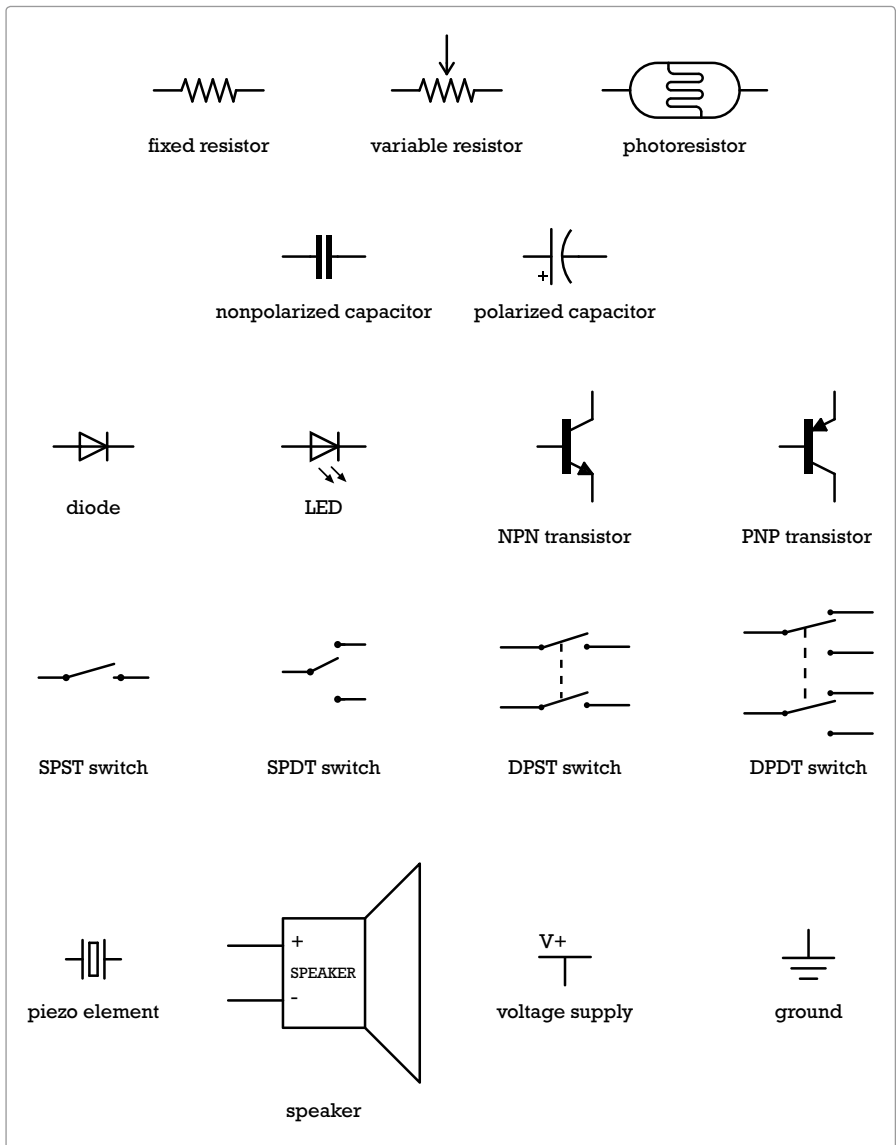 fixed resistor
variable resistor
photoresistor
+
nonpolarized capacitor
polarized capacitor
diode
LED
NPN transistor
PNP transistor
SPST switch
SPDT switch
DPST switch
DPDT switch
+
SPEAKER
-
V+
piezo element
voltage supply
ground
speaker